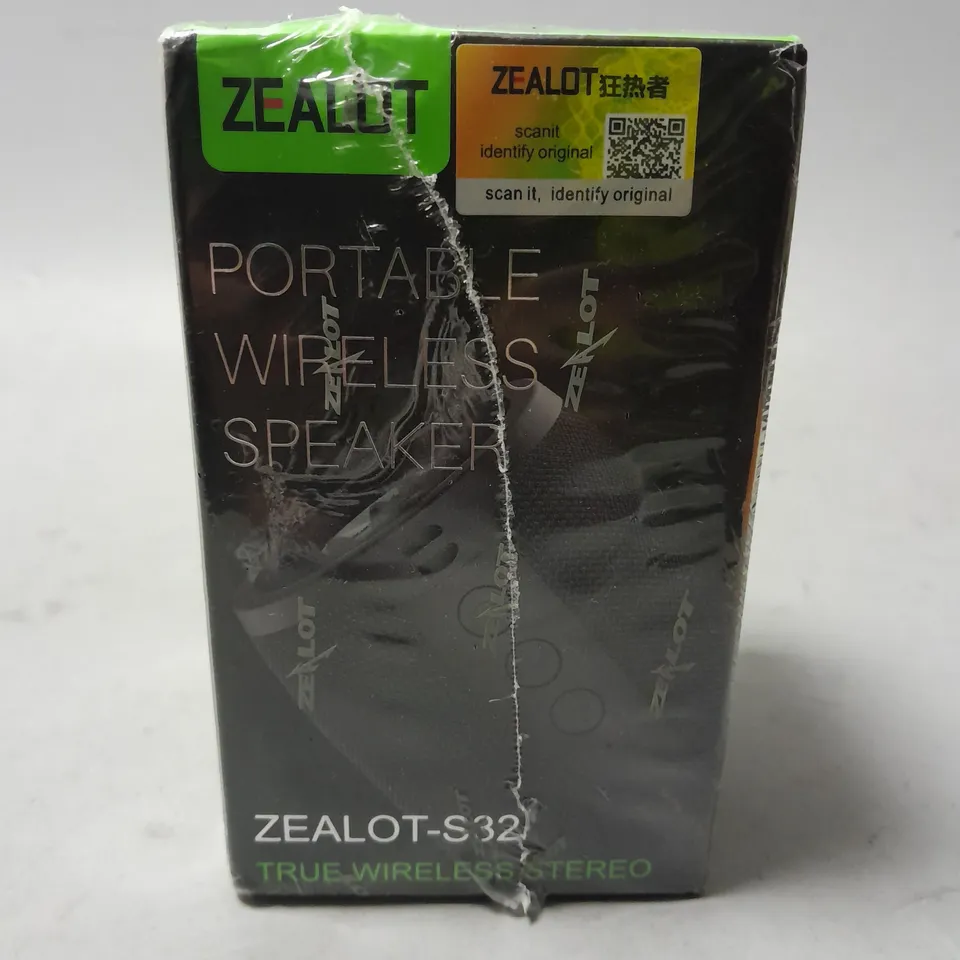 ZEALOT
ZEALOT狂热者
scanit
identify original
scan it, identify original
PORTABLE
WIRELESS
SPEAKER
ZEALOT
ZEALOT
ZEALOT
ZEALOT
ZEALOT
ZEALOT-S32
TRUE WIRELESS STEREO